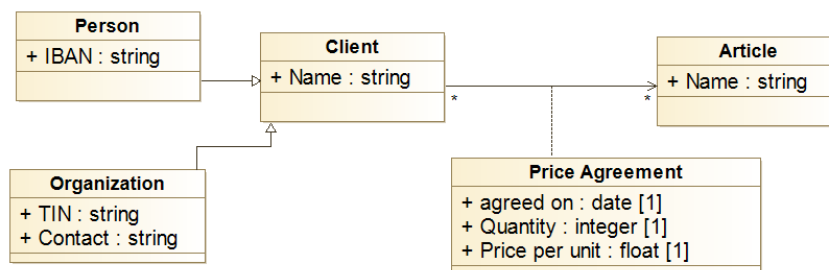 Person
+ IBAN : string
Client
+ Name : string
Article
+ Name : string
*
*
Organization
+ TIN : string
+ Contact : string
Price Agreement
+ agreed on : date [1]
+ Quantity : integer [1]
+ Price per unit : float [1]